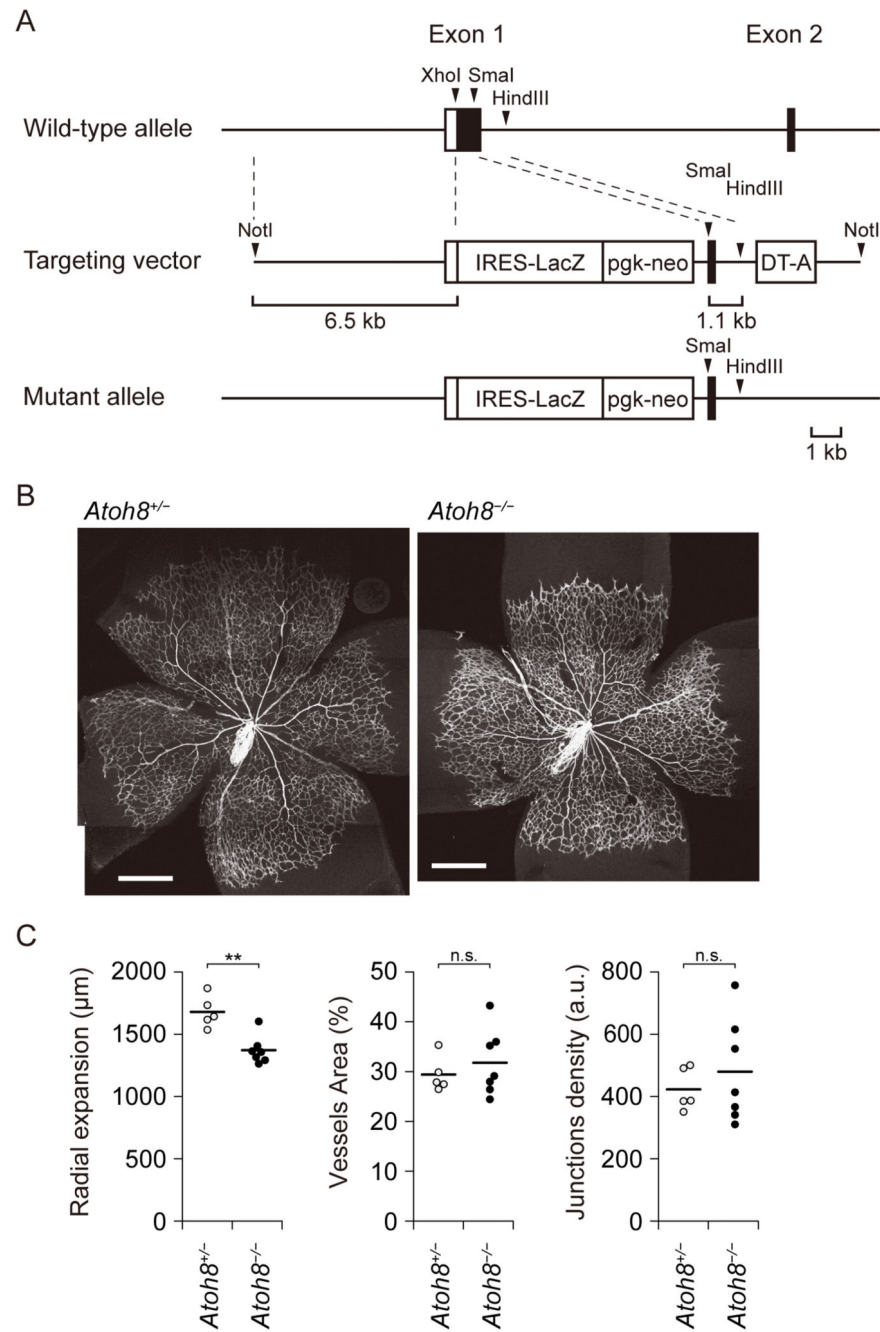 A
Exon 1 Exon 2
XhoI SmaI
HindIII
Wild-type allele
SmaI
HindIII
NotI NotI
Targeting vector IRES-LacZ pgk-neo DT-A
6.5 kb 1.1 kb
SmaI
HindIII
Mutant allele IRES-LacZ pgk-neo
1 kb
B
Atoh8+/– Atoh8–/–
C
Radial expansion (µm)
2000
1500
1000
500
0
**
Atoh8+/–
Atoh8–/–
Vessels Area (%)
50
40
30
20
10
0
n.s.
Atoh8+/–
Atoh8–/–
Junctions density (a.u.)
800
600
400
200
0
n.s.
Atoh8+/–
Atoh8–/–